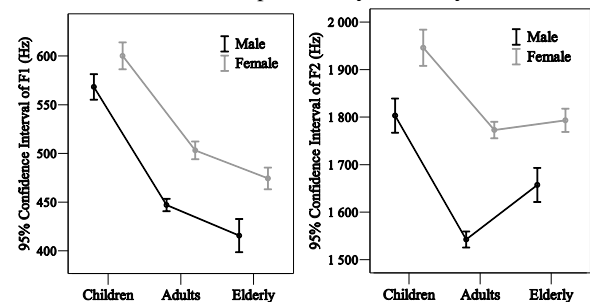 95% Confidence Interval of F1 (Hz)
600
550
500
450
400
Male
Female
Children Adults Elderly
95% Confidence Interval of F2 (Hz)
2 000
1 900
1 800
1 700
1 600
1 500
Male
Female
Children Adults Elderly